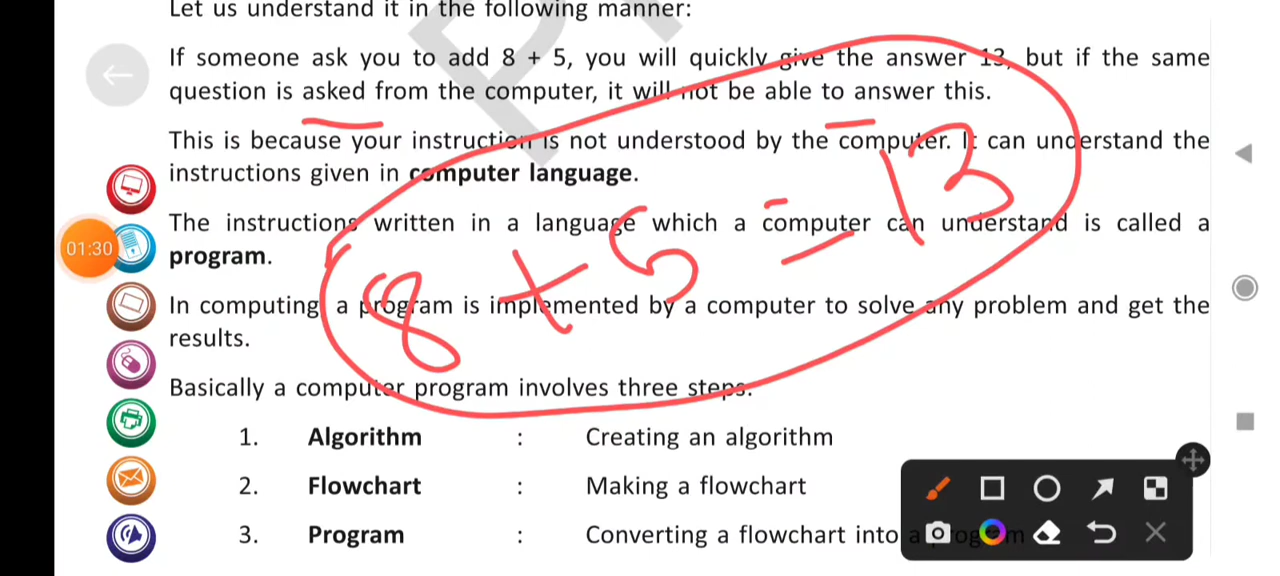 Let us understand it in the following manner:
If someone ask you to add 8 + 5, you will quickly give the answer 13, but if the same
question is asked from the computer, it will not be able to answer this.
This is because your instruction is not understood by the computer. It can understand the
instructions given in computer language.
The instructions written in a language which a computer can understand is called a
program.
In computing, a program is implemented by a computer to solve any problem and get the
results.
Basically a computer program involves three steps:
1. Algorithm : Creating an algorithm
2. Flowchart : Making a flowchart
3. Program : Converting a flowchart into a program
01:30
8 + 5 = 13